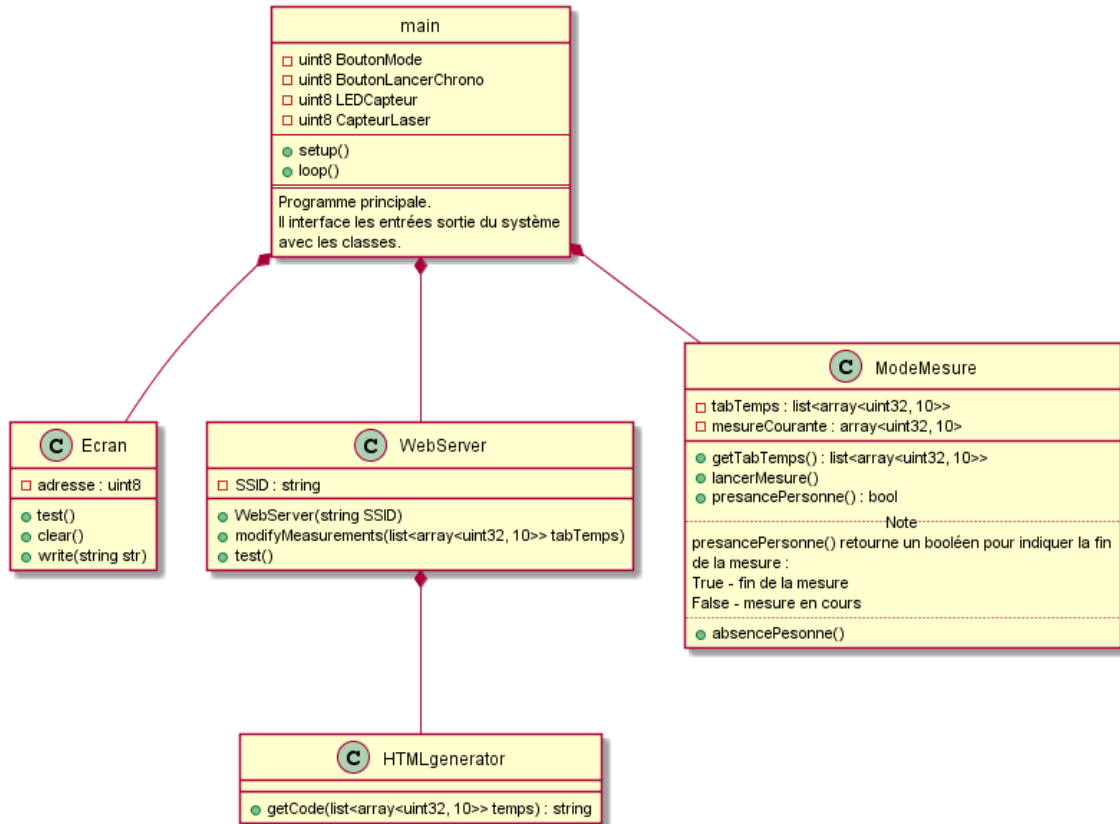 main
uint8 BoutonMode
uint8 BoutonLancerChrono
uint8 LEDCapteur
uint8 CapteurLaser
setup()
loop()
Programme principale.
Il interface les entrées sortie du système
avec les classes.
C Ecran
adresse : uint8
test()
clear()
write(string str)
C WebServer
SSID : string
WebServer(string SSID)
modifyMeasurements(list<array<uint32, 10>> tabTemps)
test()
C ModeMesure
tabTemps : list<array<uint32, 10>>
mesureCourante : array<uint32, 10>
getTabTemps() : list<array<uint32, 10>>
lancerMesure()
presancePersonne() : bool
Note
presancePersonne() retourne un booléen pour indiquer la fin
de la mesure :
True - fin de la mesure
False - mesure en cours
absencePesonne()
C HTMLgenerator
getCode(list<array<uint32, 10>> temps) : string